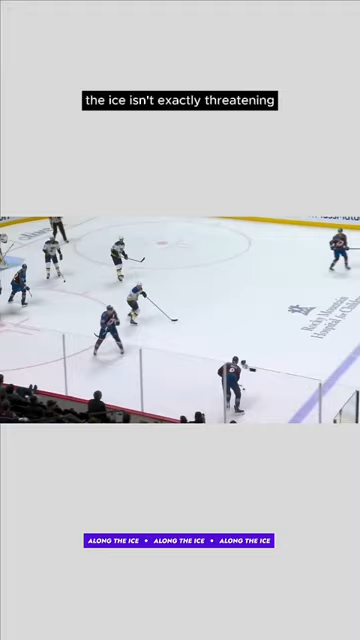 the ice isn't exactly threatening
Rocky Mountain
Hospital for Children
ALONG THE ICE • ALONG THE ICE • ALONG THE ICE